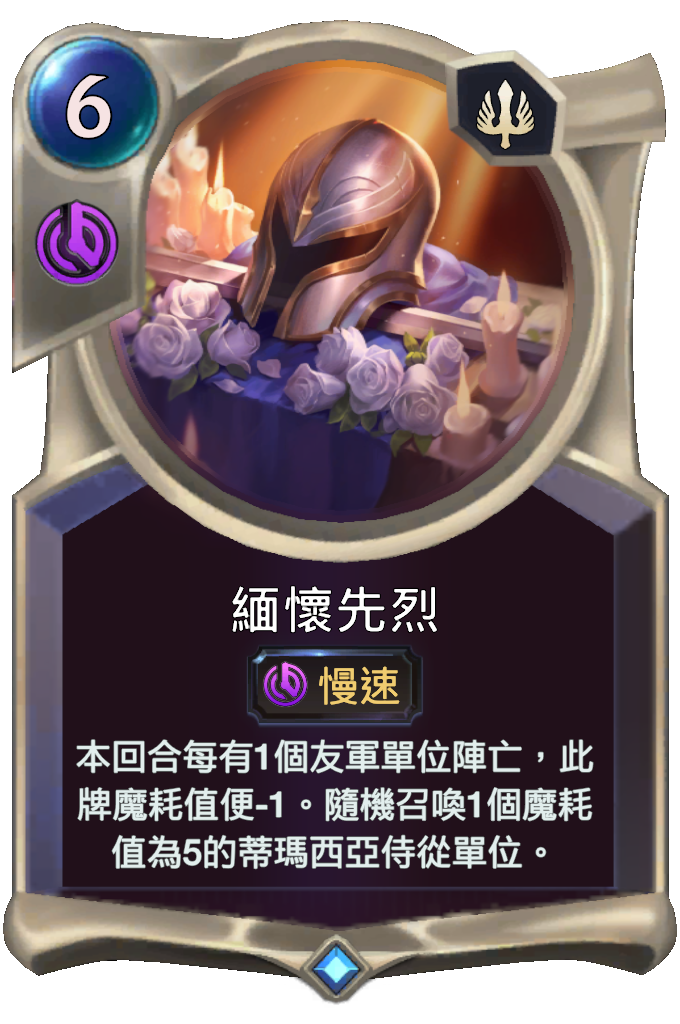 6
緬懷先烈
慢速
本回合每有1個友軍單位陣亡，此
牌魔耗值便-1。隨機召喚1個魔耗
值為5的蒂瑪西亞侍從單位。